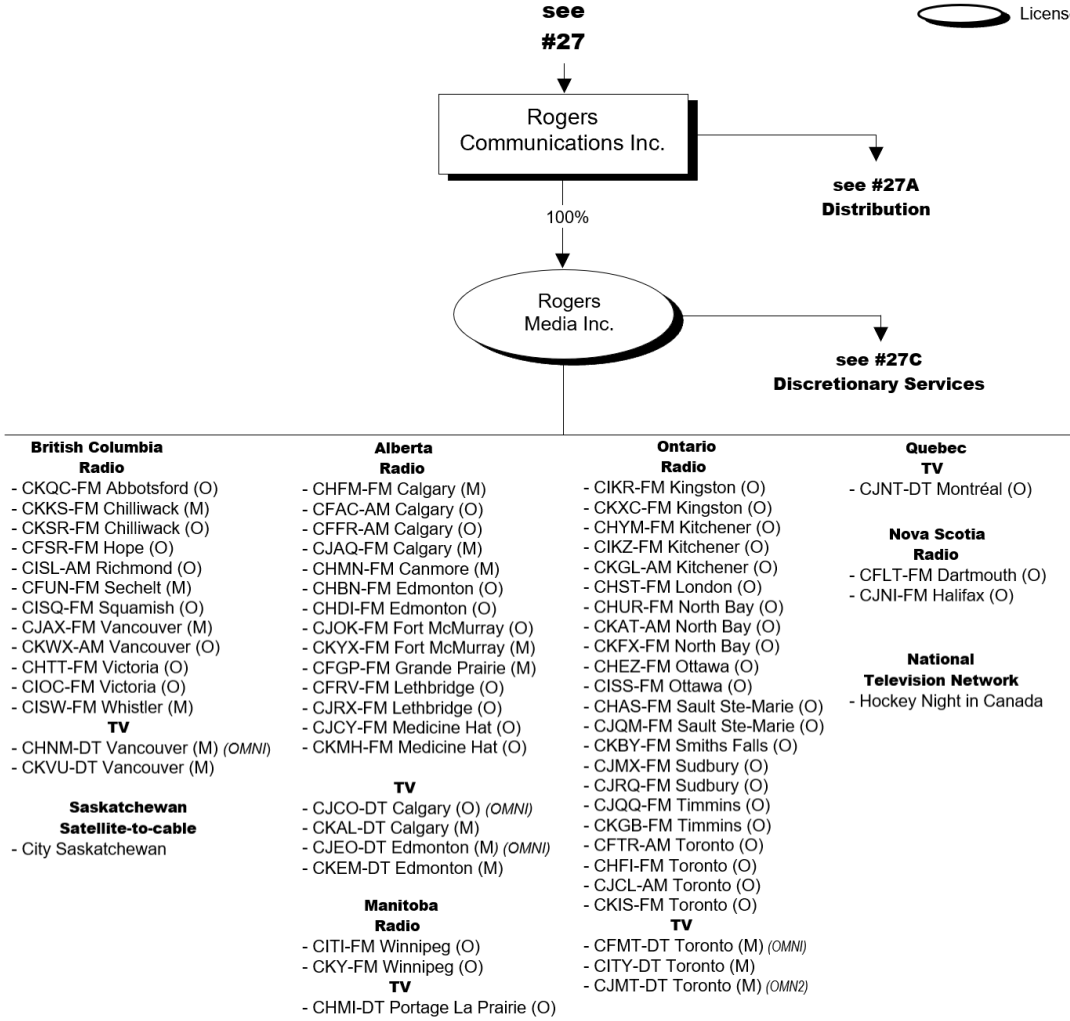 see
#27
Licens
Rogers
Communications Inc.
see #27A
Distribution
100%
Rogers
Media Inc.
see #27C
Discretionary Services
British Columbia
Radio
- CKQC-FM Abbotsford (O)
- CKKS-FM Chilliwack (M)
- CKSR-FM Chilliwack (O)
- CFSR-FM Hope (O)
- CISL-AM Richmond (O)
- CFUN-FM Sechelt (M)
- CISQ-FM Squamish (O)
- CJAX-FM Vancouver (M)
- CKWX-AM Vancouver (O)
- CHTT-FM Victoria (O)
- CIOC-FM Victoria (O)
- CISW-FM Whistler (M)
TV
- CHNM-DT Vancouver (M) (OMNI)
- CKVU-DT Vancouver (M)
Saskatchewan
Satellite-to-cable
- City Saskatchewan
Alberta
Radio
- CHFM-FM Calgary (M)
- CFAC-AM Calgary (O)
- CFFR-AM Calgary (O)
- CJAQ-FM Calgary (M)
- CHMN-FM Canmore (M)
- CHBN-FM Edmonton (O)
- CHDI-FM Edmonton (O)
- CJOK-FM Fort McMurray (O)
- CKYX-FM Fort McMurray (M)
- CFGP-FM Grande Prairie (M)
- CFRV-FM Lethbridge (O)
- CJRX-FM Lethbridge (O)
- CJCY-FM Medicine Hat (O)
- CKMH-FM Medicine Hat (O)
TV
- CJCO-DT Calgary (O) (OMNI)
- CKAL-DT Calgary (M)
- CJEO-DT Edmonton (M) (OMNI)
- CKEM-DT Edmonton (M)
Manitoba
Radio
- CITI-FM Winnipeg (O)
- CKY-FM Winnipeg (O)
TV
- CHMI-DT Portage La Prairie (O)
Ontario
Radio
- CIKR-FM Kingston (O)
- CKXC-FM Kingston (O)
- CHYM-FM Kitchener (O)
- CIKZ-FM Kitchener (O)
- CKGL-AM Kitchener (O)
- CHST-FM London (O)
- CHUR-FM North Bay (O)
- CKAT-AM North Bay (O)
- CKFX-FM North Bay (O)
- CHEZ-FM Ottawa (O)
- CISS-FM Ottawa (O)
- CHAS-FM Sault Ste-Marie (O)
- CJQM-FM Sault Ste-Marie (O)
- CKBY-FM Smiths Falls (O)
- CJMX-FM Sudbury (O)
- CJRQ-FM Sudbury (O)
- CJQQ-FM Timmins (O)
- CKGB-FM Timmins (O)
- CFTR-AM Toronto (O)
- CHFI-FM Toronto (O)
- CJCL-AM Toronto (O)
- CKIS-FM Toronto (O)
TV
- CFMT-DT Toronto (M) (OMNI)
- CITY-DT Toronto (M)
- CJMT-DT Toronto (M) (OMN2)
Quebec
TV
- CJNT-DT Montréal (O)
Nova Scotia
Radio
- CFLT-FM Dartmouth (O)
- CJNI-FM Halifax (O)
National
Television Network
- Hockey Night in Canada